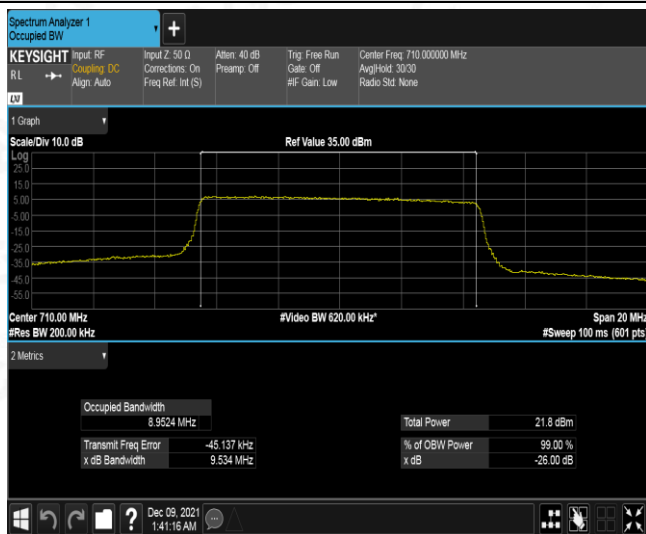 Spectrum Analyzer 1
Occupied BW
KEYSIGHT
RL
LXI
Input: RF
Coupling: DC
Align: Auto
Input Z: 50 Ω
Corrections: On
Freq Ref: Int (S)
Atten: 40 dB
Preamp: Off
Trig: Free Run
Gate: Off
#IF Gain: Low
Center Freq: 710.000000 MHz
Avg|Hold: 30/30
Radio Std: None
1 Graph
Scale/Div 10.0 dB
Ref Value 35.00 dBm
Log
25.0
15.0
5.00
-5.00
-15.0
-25.0
-35.0
-45.0
-55.0
Center 710.00 MHz
#Video BW 620.00 kHz*
Span 20 MHz
#Res BW 200.00 kHz
#Sweep 100 ms (601 pts)
2 Metrics
Occupied Bandwidth
8.9524 MHz
Total Power 21.8 dBm
Transmit Freq Error -45.137 kHz
% of OBW Power 99.00 %
x dB Bandwidth 9.534 MHz
x dB -26.00 dB
?
Dec 09, 2021
1:41:16 AM